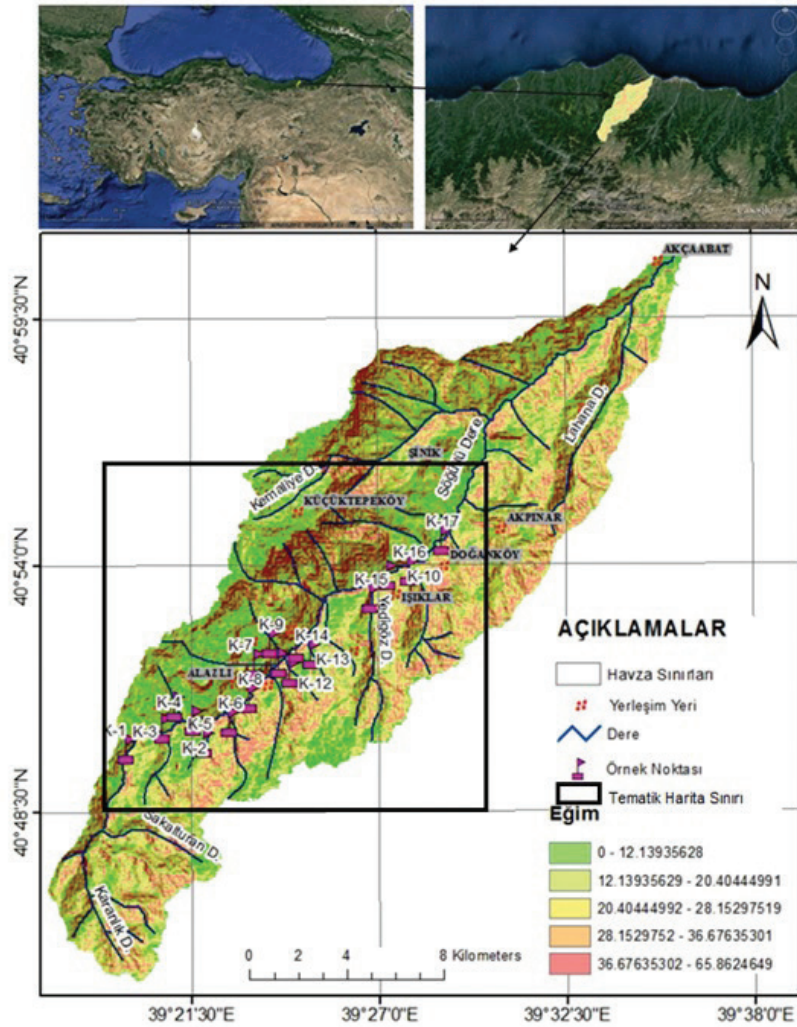 AKÇAABAT
N
40°59'30"N
Lahana D.
Söğütlü Dere
ŞİNİK
Kemaliye D.
KÜÇÜKTEPEKÖY
K-17
AKPINAR
K-16
DOĞANKÖY
40°54'0"N
K-15
K-10
IŞIKLAR
Yedigöz D.
K-9
K-14
K-7
K-13
ALAZLI
K-8
K-12
K-4
K-6
K-1
K-3
K-5
K-2
40°48'30"N
Sakalturan D.
Karanlık D.
AÇIKLAMALAR
Havza Sınırları
Yerleşim Yeri
Dere
Örnek Noktası
Tematik Harita Sınırı
Eğim
0 - 12.13935628
12.13935629 - 20.40444991
20.40444992 - 28.15297519
28.1529752 - 36.67635301
36.67635302 - 65.8624649
0 2 4 8 Kilometers
39°21'30"E 39°27'0"E 39°32'30"E 39°38'0"E